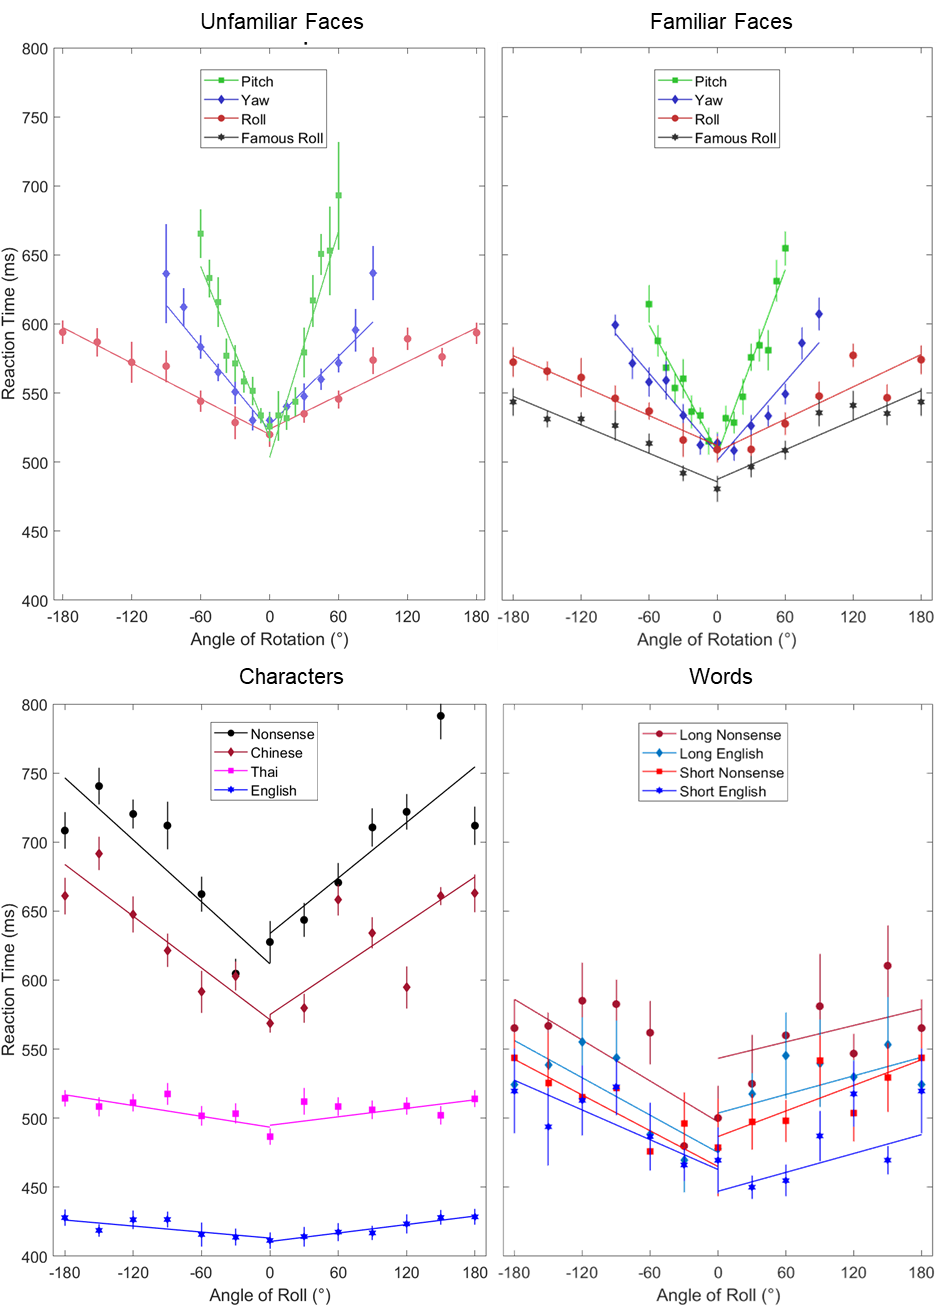 Unfamiliar Faces
Familiar Faces
Reaction Time (ms)
800
750
700
650
600
550
500
450
400
Pitch
Yaw
Roll
Famous Roll
-180
-120
-60
0
60
120
180
Angle of Rotation (°)
Pitch
Yaw
Roll
Famous Roll
-180
-120
-60
0
60
120
180
Angle of Rotation (°)
Characters
Words
Reaction Time (ms)
800
750
700
650
600
550
500
450
400
Nonsense
Chinese
Thai
English
-180
-120
-60
0
60
120
180
Angle of Roll (°)
Long Nonsense
Long English
Short Nonsense
Short English
-180
-120
-60
0
60
120
180
Angle of Roll (°)